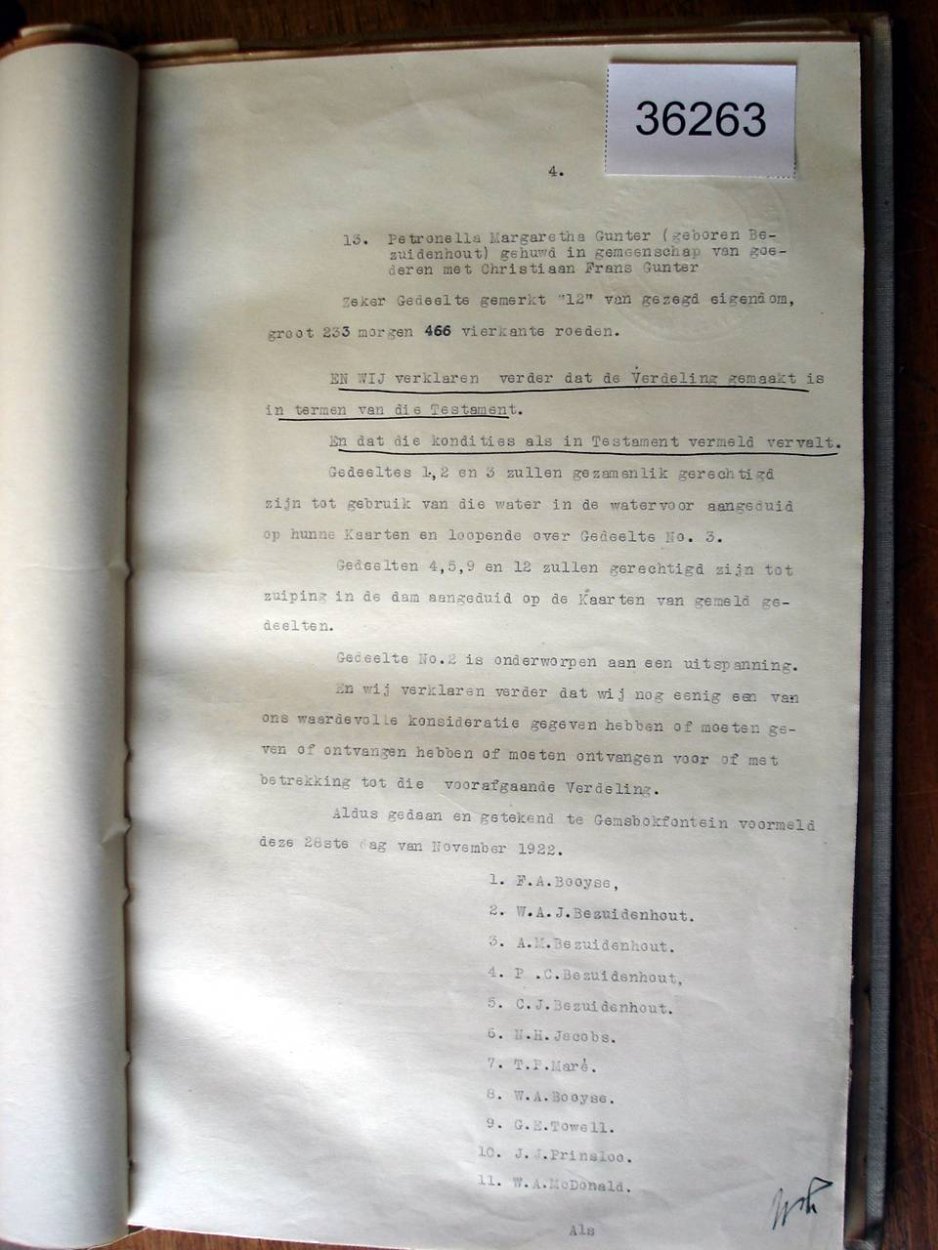 36263
4.
13. Petronella Margaretha Gunter (geboren Be-
zuidenhout) gehuwd in gemeenschap van goe-
deren met Christiaan Frans Gunter
Zeker Gedeelte gemerkt "12" van gezegd eigendom,
groot 233 morgen 466 vierkante roeden.
EN WIJ verklaren verder dat de Verdeling gemaakt is
in termen van die Testament.
En dat die kondities als in Testament vermeld vervalt.
Gedeeltes 1,2 en 3 zullen gezamenlik gerechtigd
zijn tot gebruik van die water in de watervoor aangeduid
op hunne Kaarten en loopende over Gedeelte No. 3.
Gedeelten 4,5,9 en 12 zullen gerechtigd zijn tot
zuiping in de dam aangeduid op de Kaarten van gemeld ge-
deelten.
Gedeelte No.2 is onderworpen aan een uitspanning.
En wij verklaren verder dat wij nog eenig een van
ons waardevolle konsideratie gegeven hebben of moeten ge-
ven of ontvangen hebben of moeten ontvangen voor of met
betrekking tot die voorafgaande Verdeling.
Aldus gedaan en getekend te Gemsbokfontein voormeld
deze 28ste dag van November 1922.
1. F.A.Booyse,
2. W.A.J.Bezuidenhout.
3. A.M.Bezuidenhout.
4. P .C.Bezuidenhout,
5. C.J.Bezuidenhout.
6. N.H.Jacobs.
7. T.P.Maré.
8. W.A.Booyse.
9. G.E.Towell.
10. J.J.Prinsloo.
11. W.A.McDonald.
Als